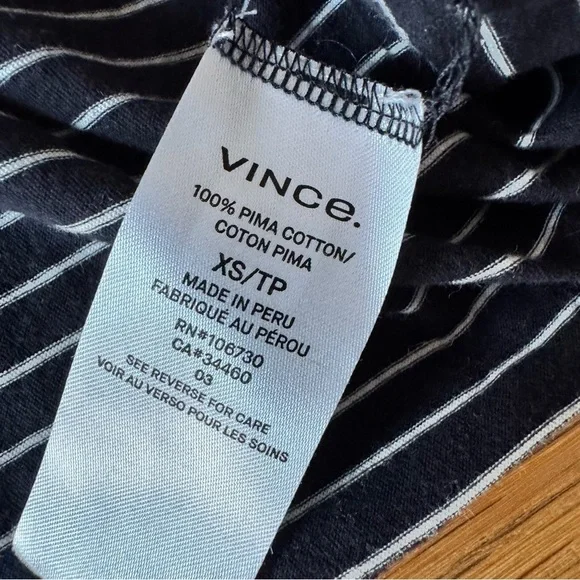 VINCe.
100% PIMA COTTON/
COTON PIMA
XS/TP
MADE IN PERU
FABRIQUÉ AU PÉROU
RN#106730
CA#34460
03
SEE REVERSE FOR CARE
VOIR AU VERSO POUR LES SOINS